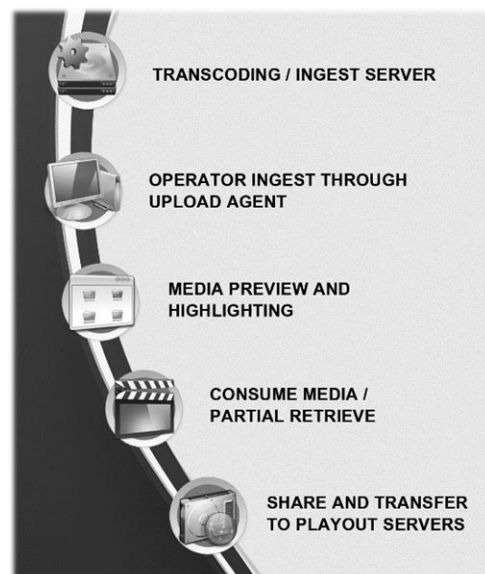 TRANSCODING / INGEST SERVER
OPERATOR INGEST THROUGH
UPLOAD AGENT
MEDIA PREVIEW AND
HIGHLIGHTING
CONSUME MEDIA /
PARTIAL RETRIEVE
SHARE AND TRANSFER
TO PLAYOUT SERVERS